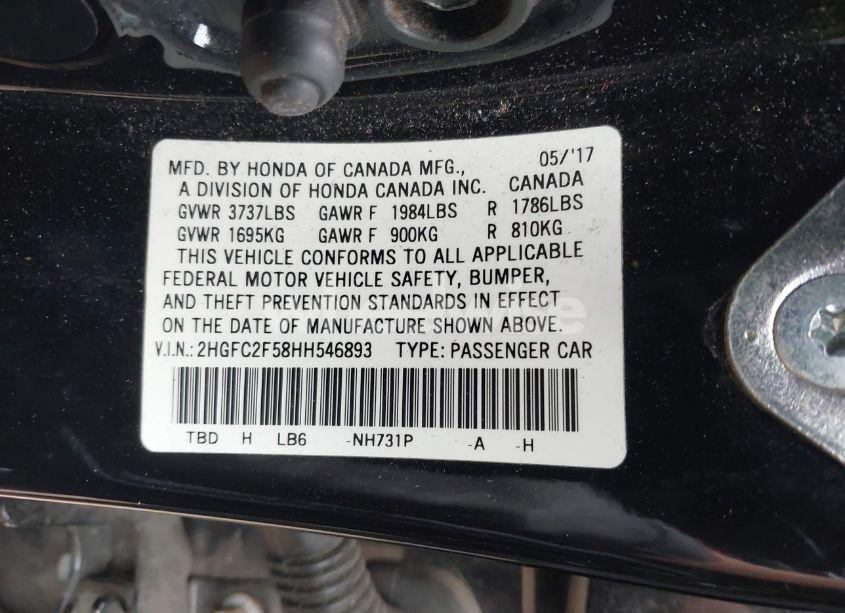 MFD. BY HONDA OF CANADA MFG., 05/'17
A DIVISION OF HONDA CANADA INC. CANADA
GVWR 3737LBS GAWR F 1984LBS R 1786LBS
GVWR 1695KG GAWR F 900KG R 810KG
THIS VEHICLE CONFORMS TO ALL APPLICABLE
FEDERAL MOTOR VEHICLE SAFETY, BUMPER,
AND THEFT PREVENTION STANDARDS IN EFFECT
ON THE DATE OF MANUFACTURE SHOWN ABOVE.
V.I.N.: 2HGFC2F58HH546893 TYPE: PASSENGER CAR
TBD H LB6 -NH731P -A -H